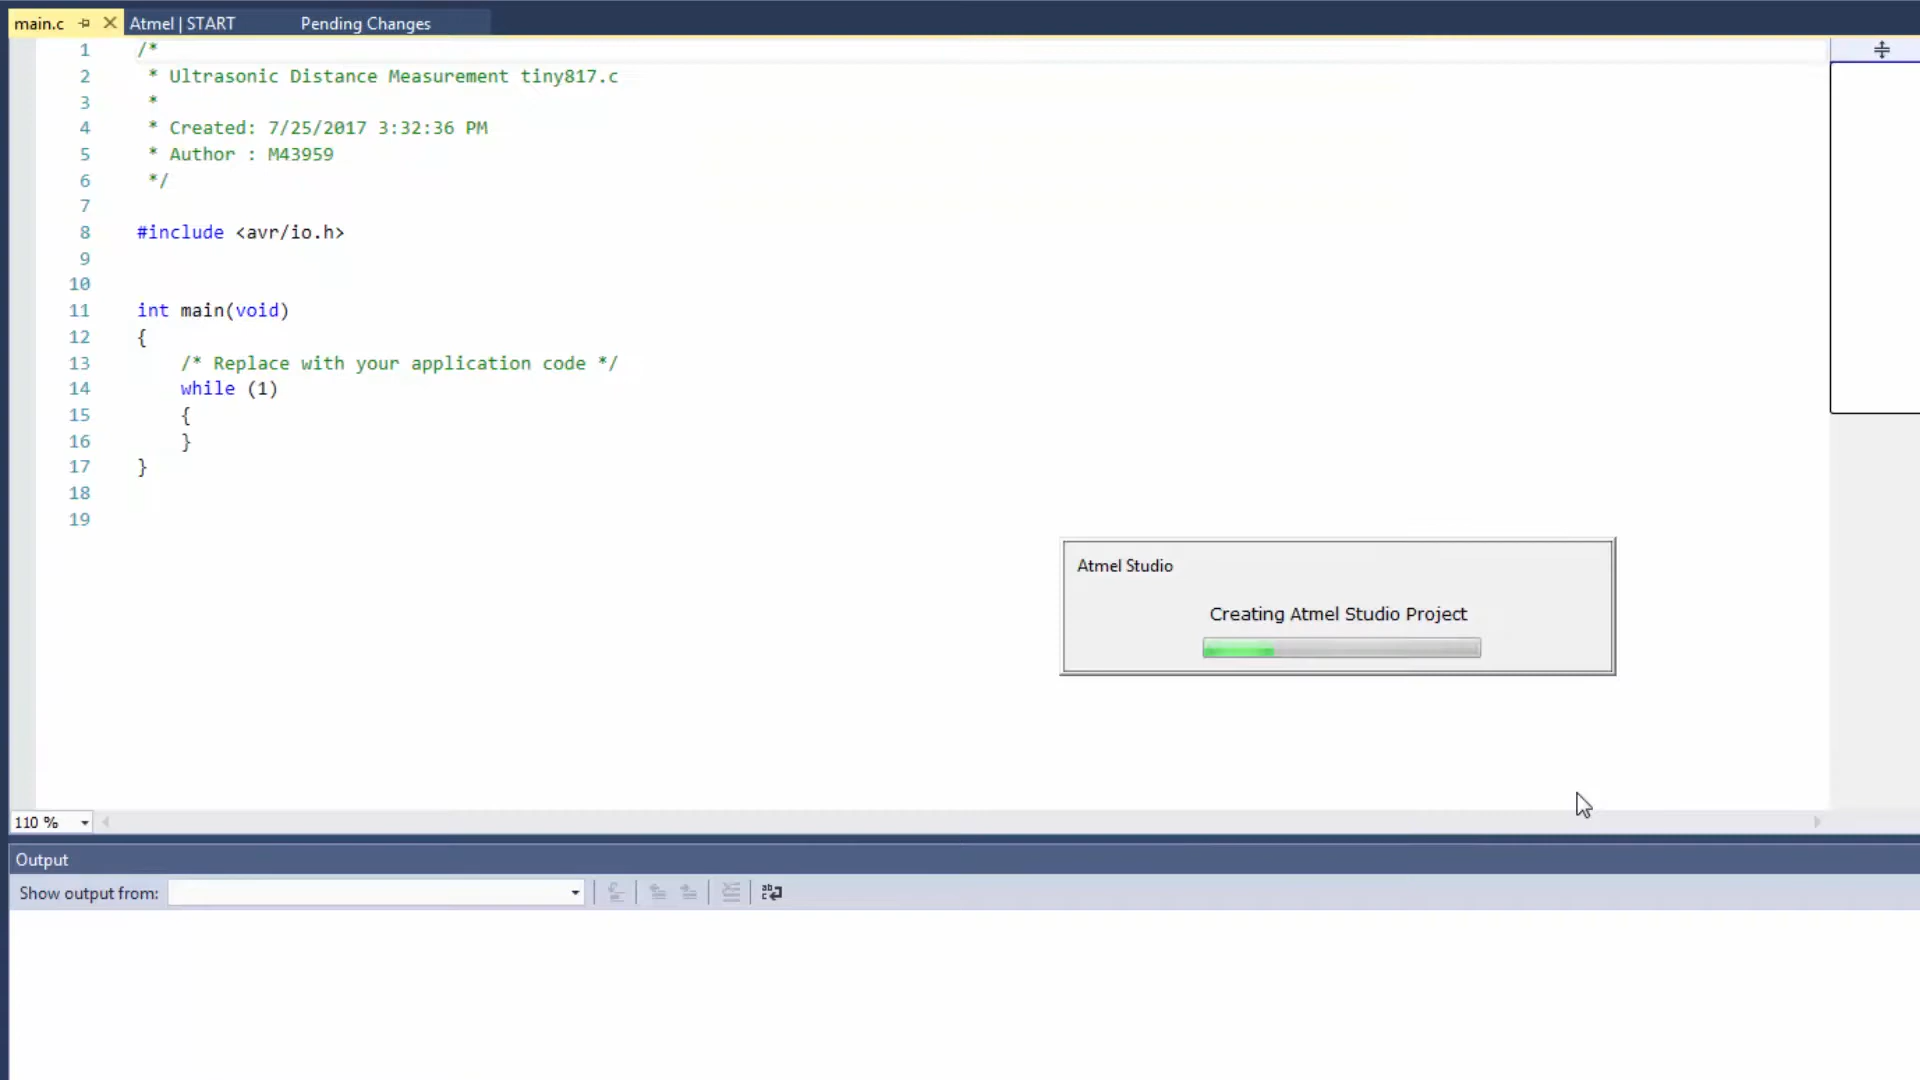 main.c Atmel | START Pending Changes
1 /*
2 * Ultrasonic Distance Measurement tiny817.c
3 *
4 * Created: 7/25/2017 3:32:36 PM
5 * Author : M43959
6 */
7
8 #include <avr/io.h>
9
10
11 int main(void)
12 {
13 /* Replace with your application code */
14 while (1)
15 {
16 }
17 }
18
19
Atmel Studio
Creating Atmel Studio Project
110 %
Output
Show output from: